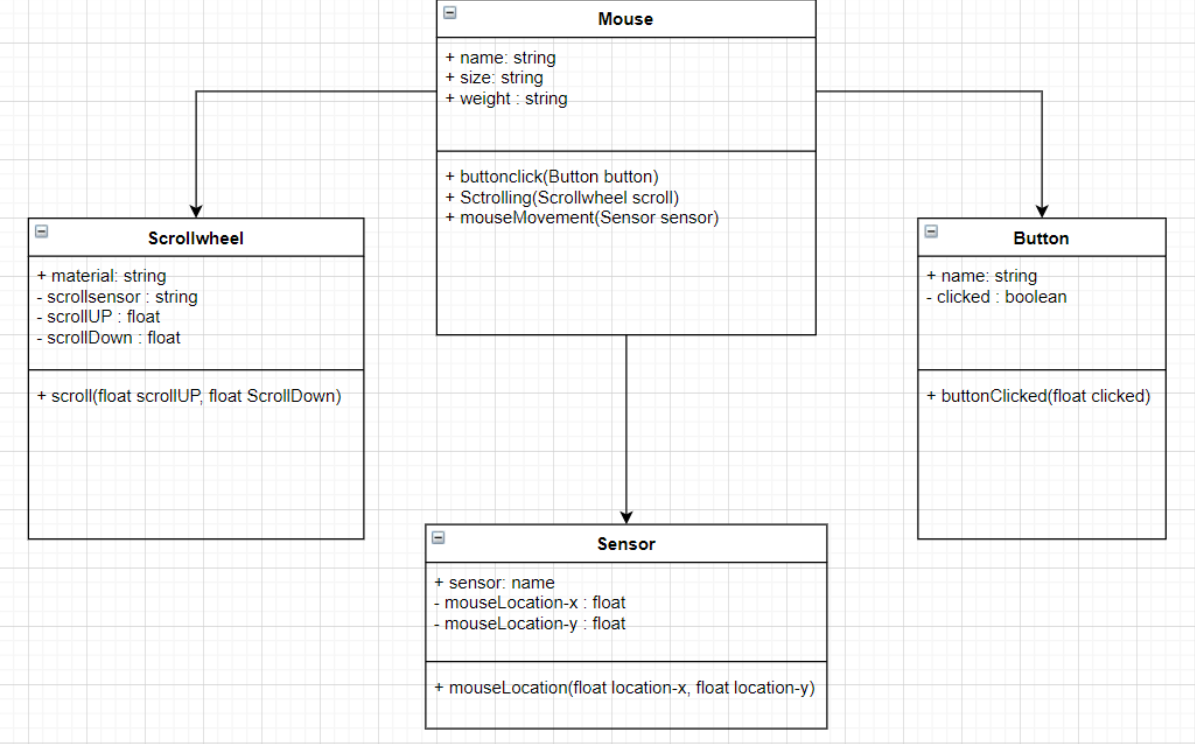 Mouse
+ name: string
+ size: string
+ weight : string
+ buttonclick(Button button)
+ Sctrolling(Scrollwheel scroll)
+ mouseMovement(Sensor sensor)
Scrollwheel
+ material: string
- scrollsensor : string
- scrollUP : float
- scrollDown : float
+ scroll(float scrollUP, float ScrollDown)
Button
+ name: string
- clicked : boolean
+ buttonClicked(float clicked)
Sensor
+ sensor: name
- mouseLocation-x : float
- mouseLocation-y : float
+ mouseLocation(float location-x, float location-y)